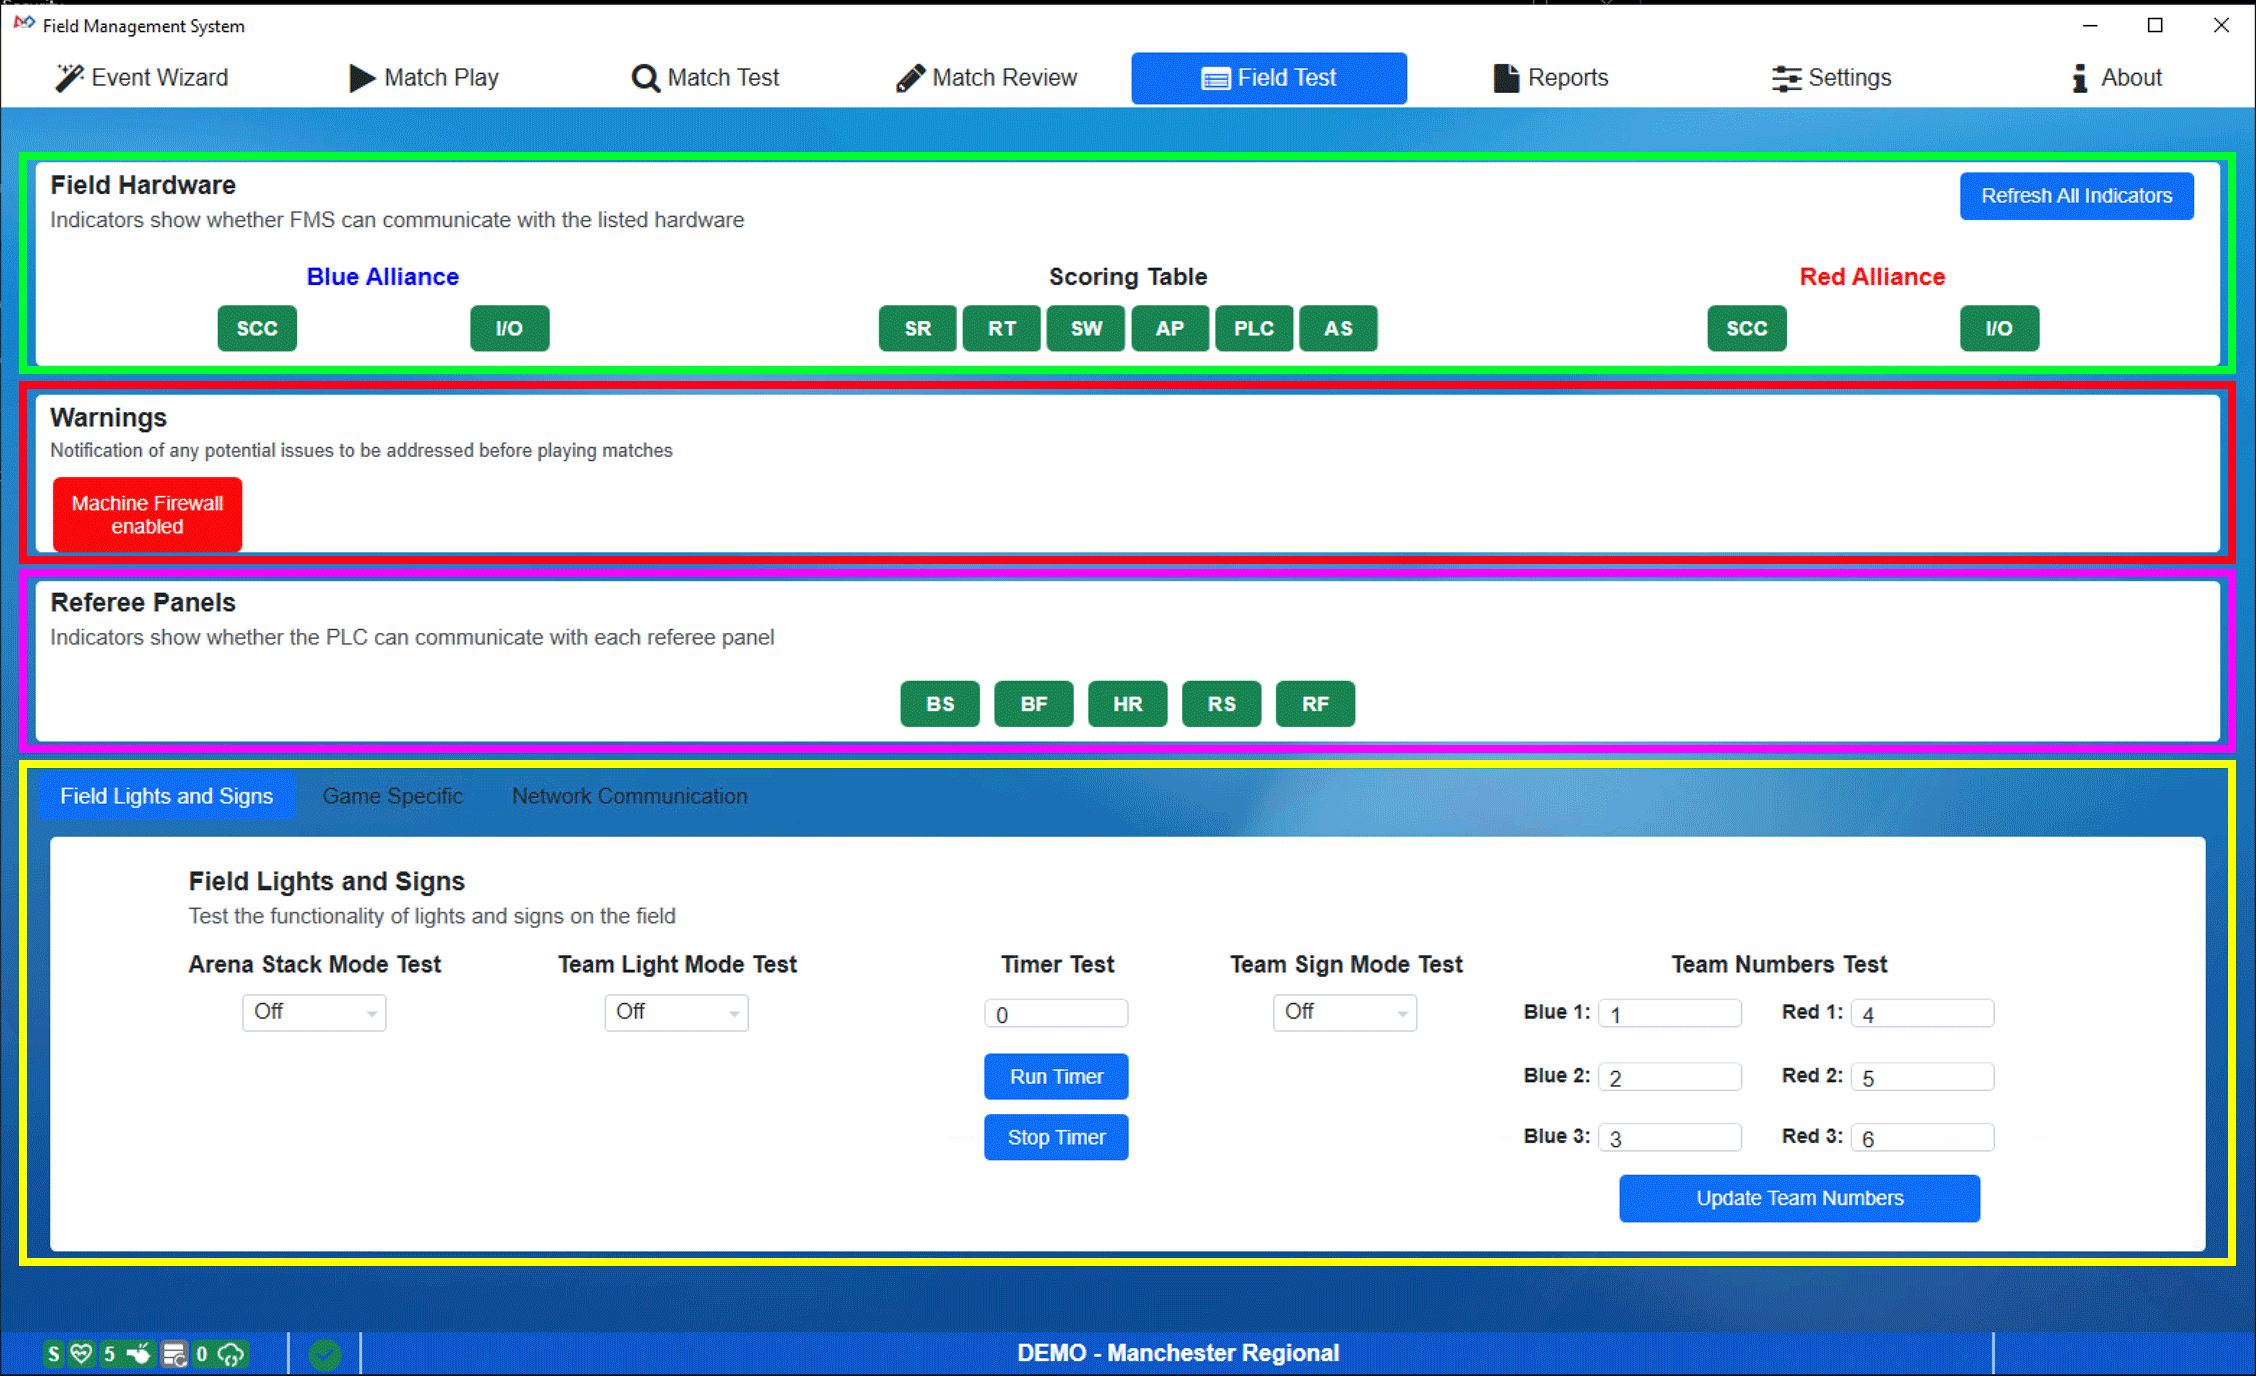 Field Management System
Event Wizard Match Play Match Test Match Review Field Test Reports Settings About
Field Hardware
Refresh All Indicators
Indicators show whether FMS can communicate with the listed hardware
Blue Alliance Scoring Table Red Alliance
SCC I/O SR RT SW AP PLC AS SCC I/O
Warnings
Notification of any potential issues to be addressed before playing matches
Machine Firewall
enabled
Referee Panels
Indicators show whether the PLC can communicate with each referee panel
BS BF HR RS RF
Field Lights and Signs Game Specific Network Communication
Field Lights and Signs
Test the functionality of lights and signs on the field
Arena Stack Mode Test Team Light Mode Test Timer Test Team Sign Mode Test Team Numbers Test
Off Off 0 Off Blue 1: 1 Red 1: 4
Run Timer Blue 2: 2 Red 2: 5
Stop Timer Blue 3: 3 Red 3: 6
Update Team Numbers
S 5 0 DEMO - Manchester Regional